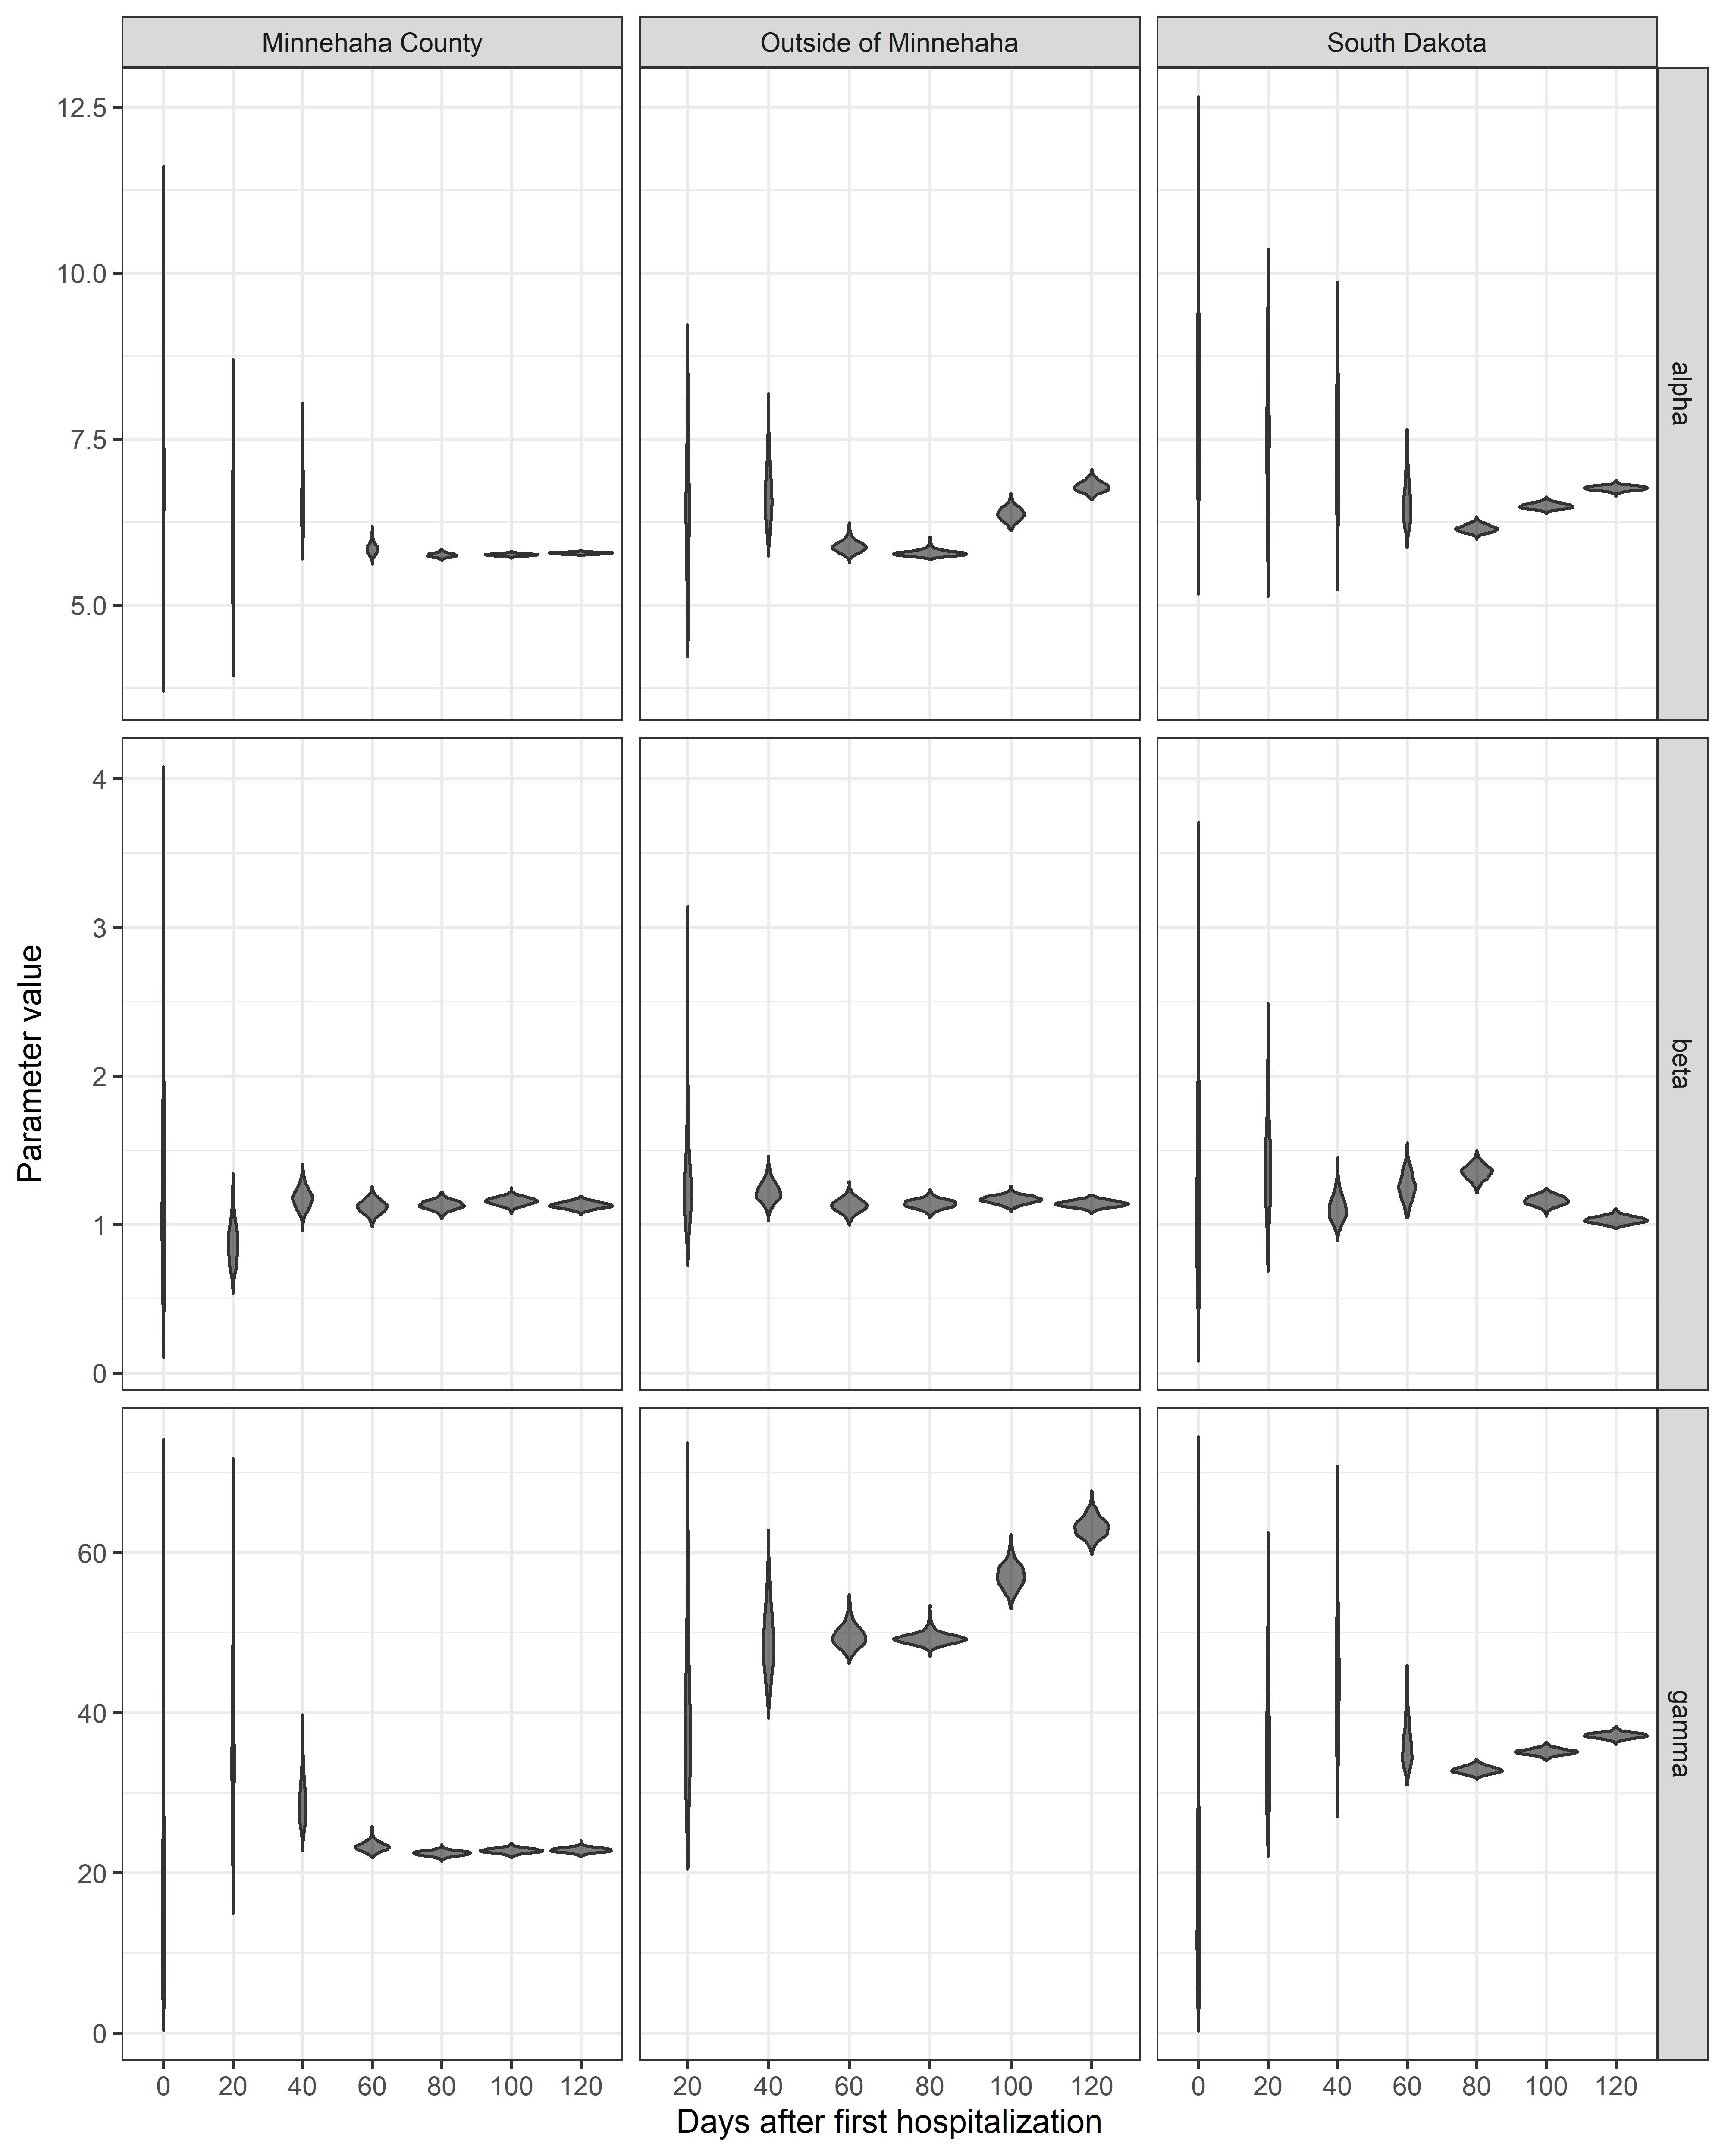 Minnehaha County
Outside of Minnehaha
South Dakota
12.5
10.0
7.5
5.0
alpha
4
3
2
1
0
beta
60
40
20
0
gamma
Parameter value
0 20 40 60 80 100 120
20 40 60 80 100 120
0 20 40 60 80 100 120
Days after first hospitalization